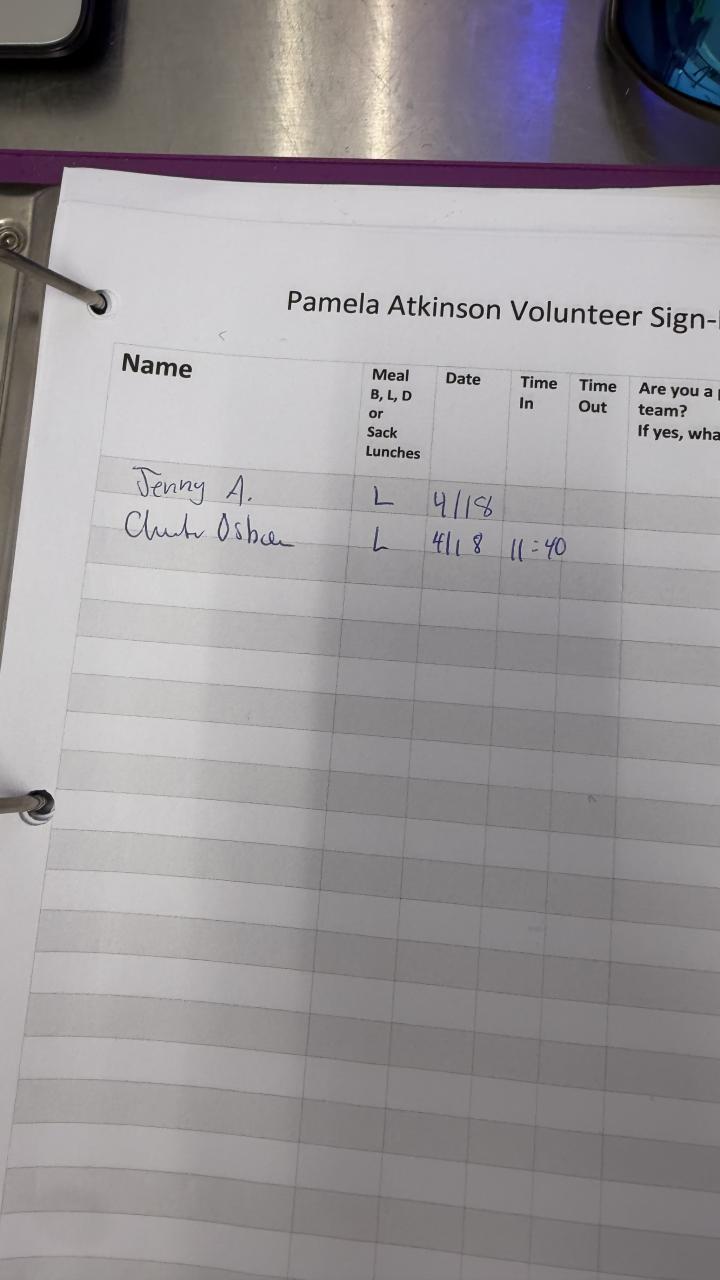 Pamela Atkinson Volunteer Sign-
Name Meal Date Time Time Are you a
B, L, D In Out team?
or If yes, wha
Sack
Lunches
Jenny A. L 4/18
L 4/18 11:40